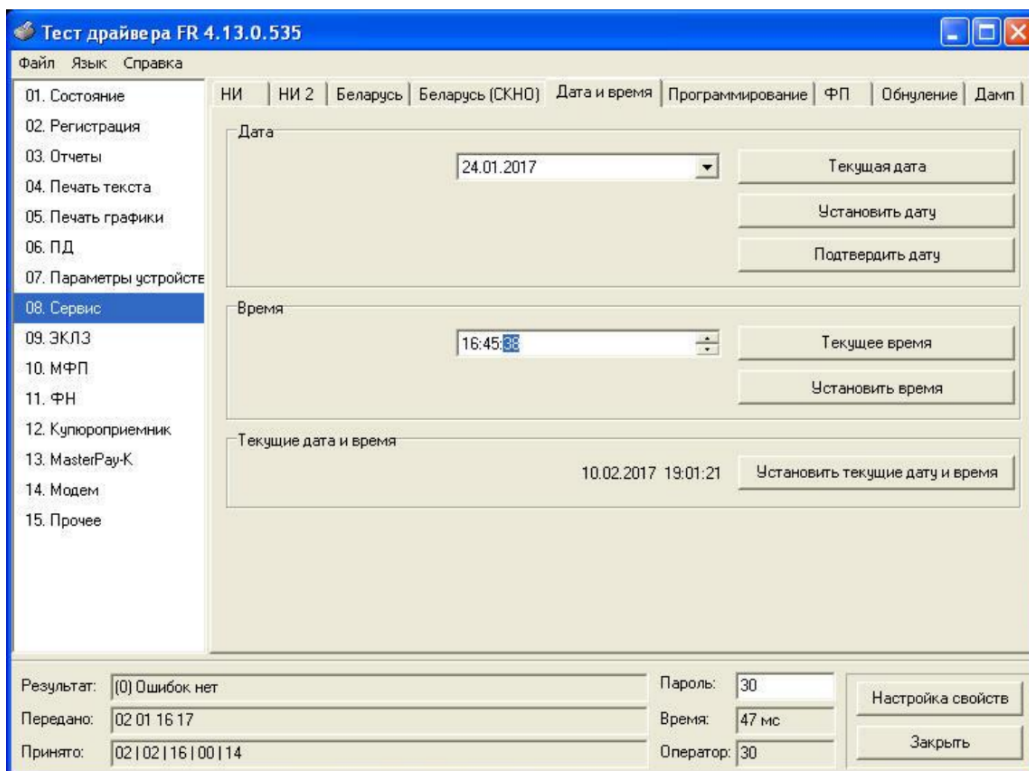 Тест драйвера FR 4.13.0.535
Файл Язык Справка
01. Состояние
02. Регистрация
03. Отчеты
04. Печать текста
05. Печать графики
06. ПД
07. Параметры устройств
08. Сервис
09. ЭКЛЗ
10. МФП
11. ФН
12. Купюроприемник
13. MasterPay-K
14. Модем
15. Прочее
НИ НИ 2 Беларусь Беларусь (СКНО) Дата и время Программирование ФП Обнуление Дамп
Дата
24.01.2017
Текущая дата
Установить дату
Подтвердить дату
Время
16:45:38
Текущее время
Установить время
Текущие дата и время
10.02.2017 19:01:21
Установить текущие дату и время
Результат: (0) Ошибок нет
Передано: 02 01 16 17
Принято: 02|02|16|00|14
Пароль: 30
Время: 47 мс
Оператор: 30
Настройка свойств
Закрыть